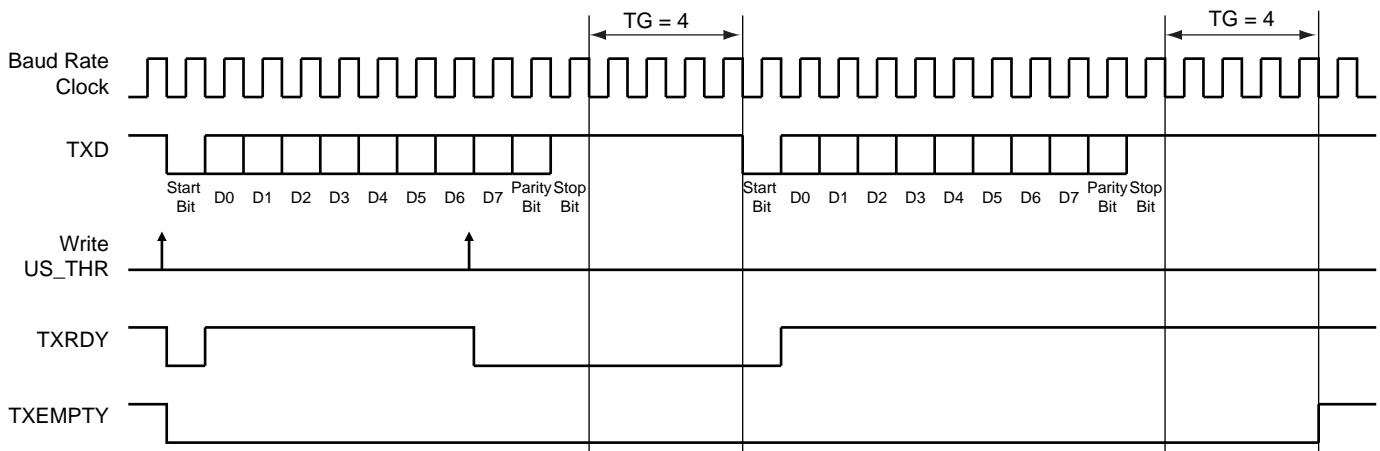 TG = 4
TG = 4
Baud Rate
Clock
TXD
Start
Bit
D0
D1
D2
D3
D4
D5
D6
D7
Parity
Bit
Stop
Bit
Start
Bit
D0
D1
D2
D3
D4
D5
D6
D7
Parity
Bit
Stop
Bit
Write
US_THR
TXRDY
TXEMPTY